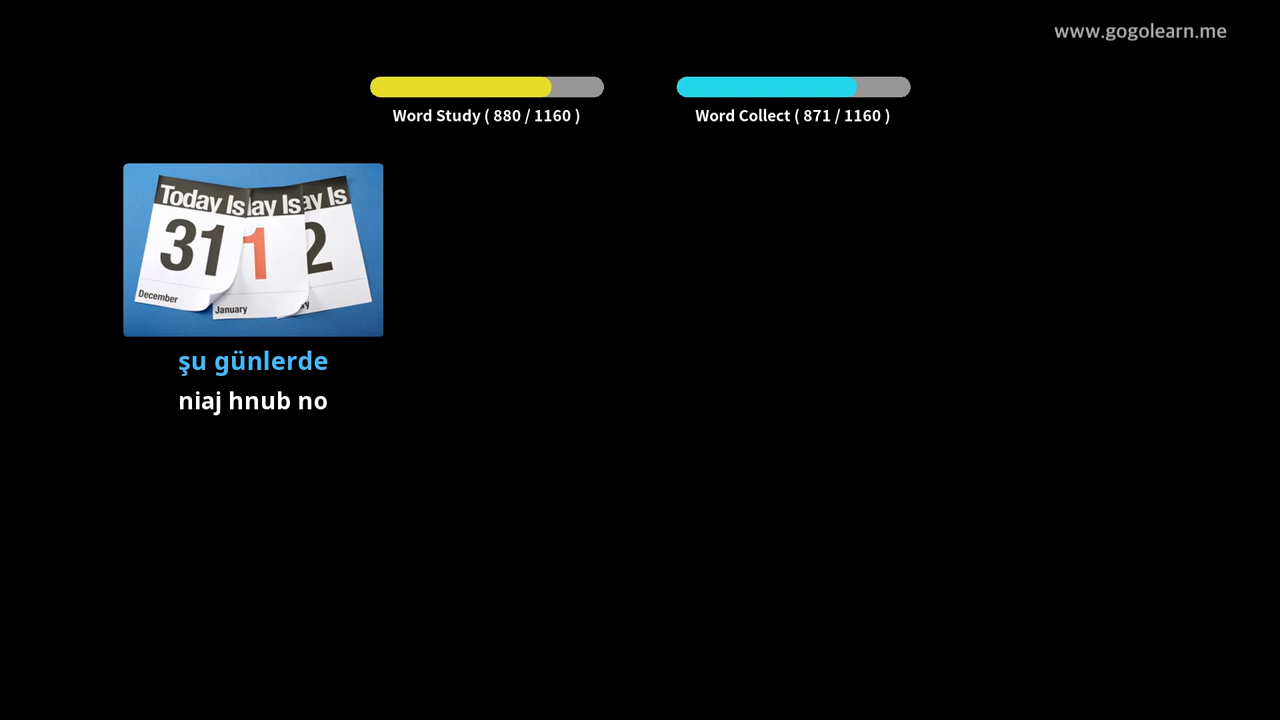 www.gogolearn.me
Word Study ( 880 / 1160 )
Word Collect ( 871 / 1160 )
Today Is
ay Is
ay Is
31
1
2
December
January
şu günlerde
niaj hnub no